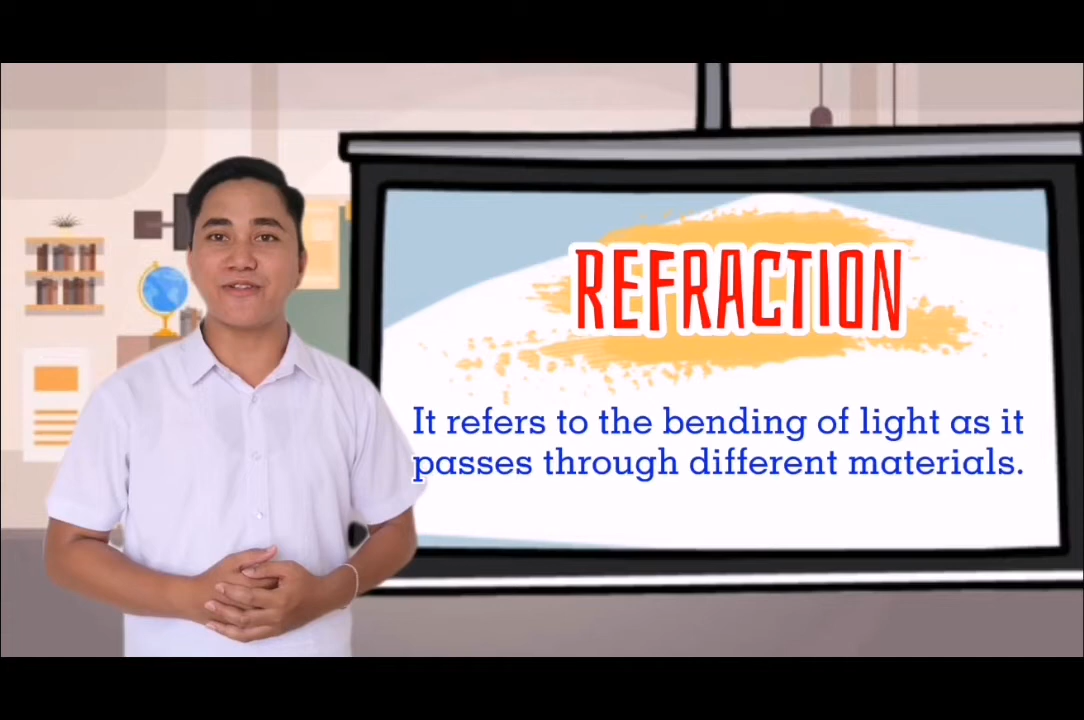 REFRACTION
It refers to the bending of light as it
passes through different materials.